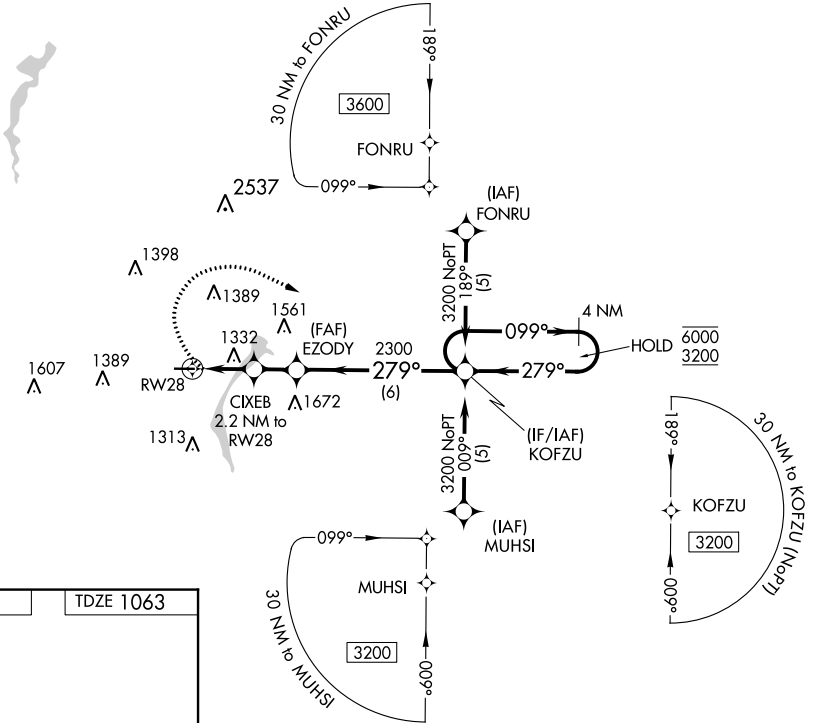 30 NM to FONRU
189°
3600
FONRU
099°
2537
(IAF)
FONRU
1398
3200 NoPT
189°
(5)
1389
1561
(FAF)
EZODY
4 NM
099°
1332
2300
HOLD
6000
3200
1607
1389
279°
279°
RW28
(6)
CIXEB
2.2 NM to
RW28
1672
(IF/IAF)
KOFZU
1313
3200 NoPT
009°
(5)
189°
30 NM to KOFZU (NoPT)
KOFZU
(IAF)
MUHSI
3200
099°
009°
MUHSI
TDZE 1063
30 NM to MUHSI
3200
009°